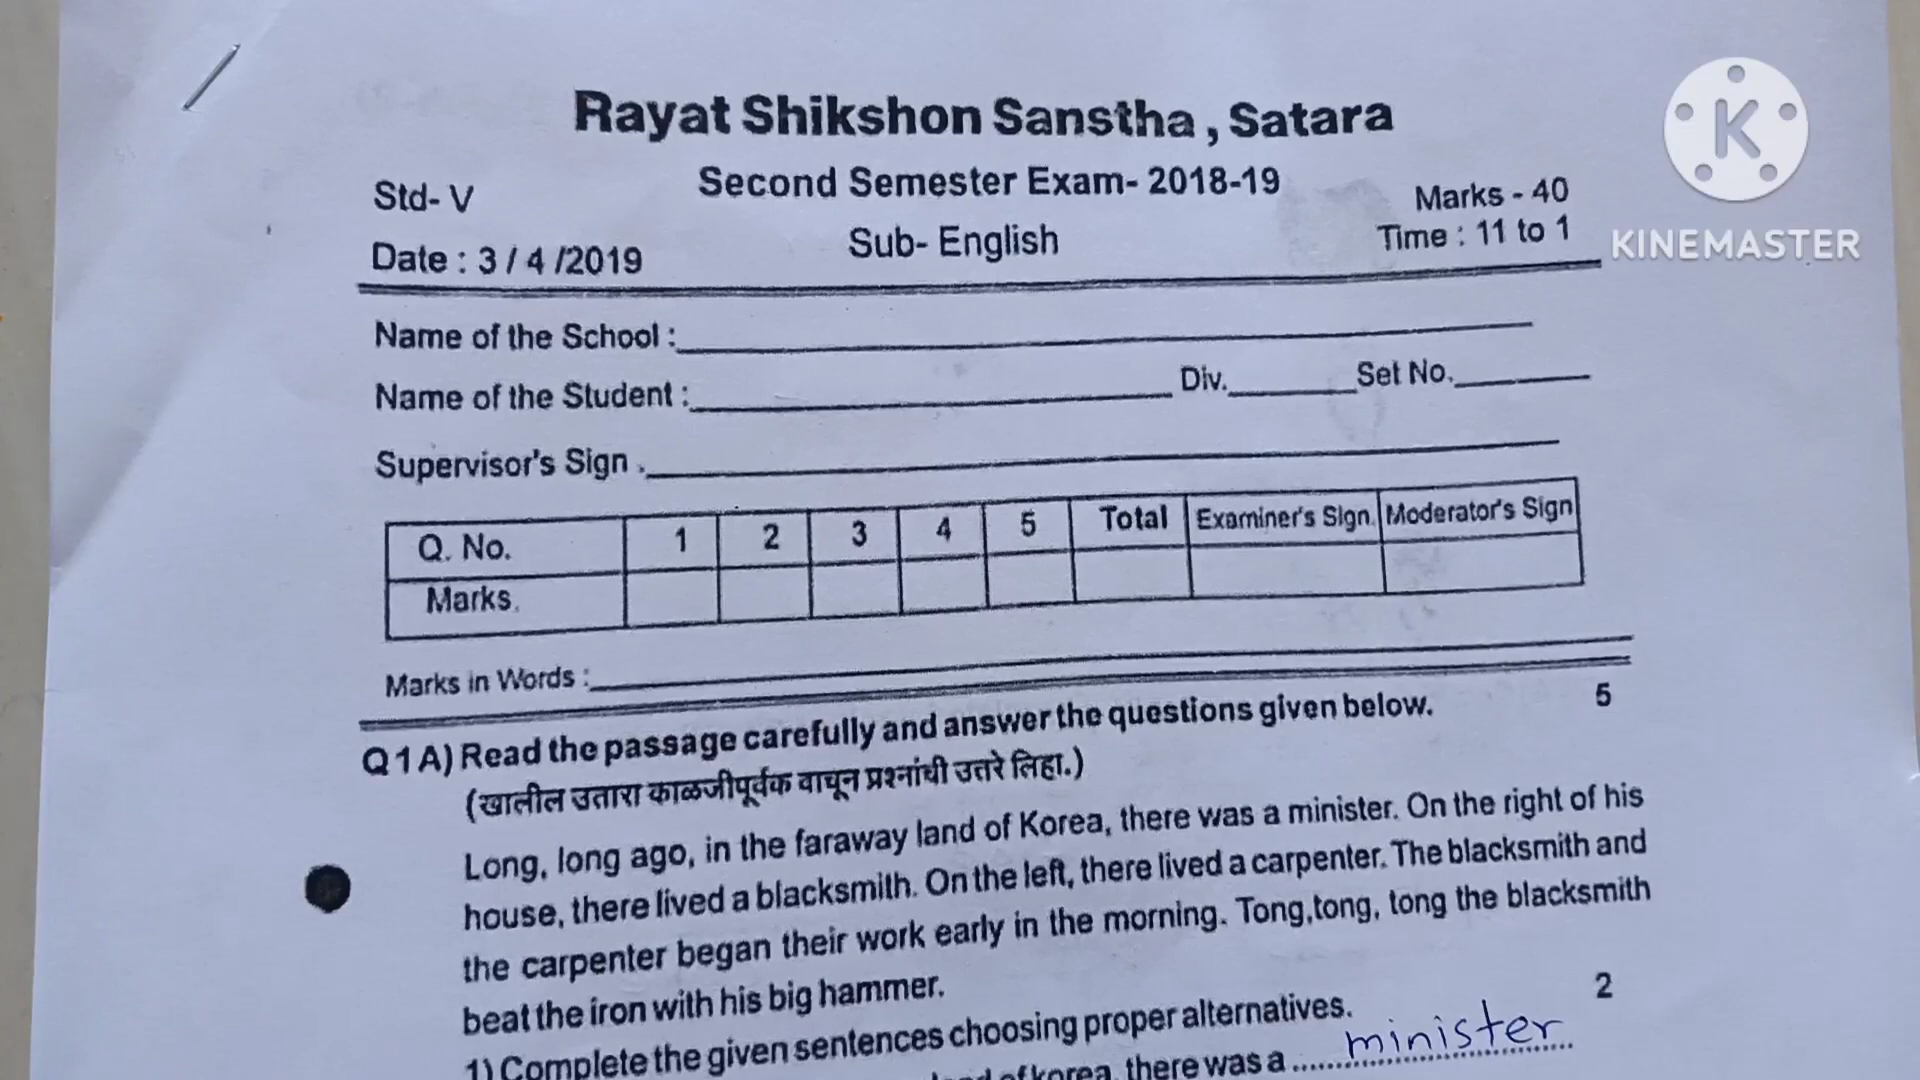 Rayat Shikshon Sanstha, Satara
Second Semester Exam- 2018-19
Std- V
Marks - 40
Sub- English
Time : 11 to 1
Date : 3 / 4 /2019
K
KINEMASTER
Name of the School :
Name of the Student : Div. Set No.
Supervisor's Sign .
Q. No. 1 2 3 4 5 Total Examiner's Sign. Moderator's Sign
Marks.
Marks in Words :
Q 1 A) Read the passage carefully and answer the questions given below. 5
(खालील उतारा काळजीपूर्वक वाचून प्रश्नांची उत्तरे लिहा.)
Long, long ago, in the faraway land of Korea, there was a minister. On the right of his
house, there lived a blacksmith. On the left, there lived a carpenter. The blacksmith and
the carpenter began their work early in the morning. Tong,tong, tong the blacksmith
beat the iron with his big hammer.
1) Complete the given sentences choosing proper alternatives. 2
of korea, there was a ..... minister .....